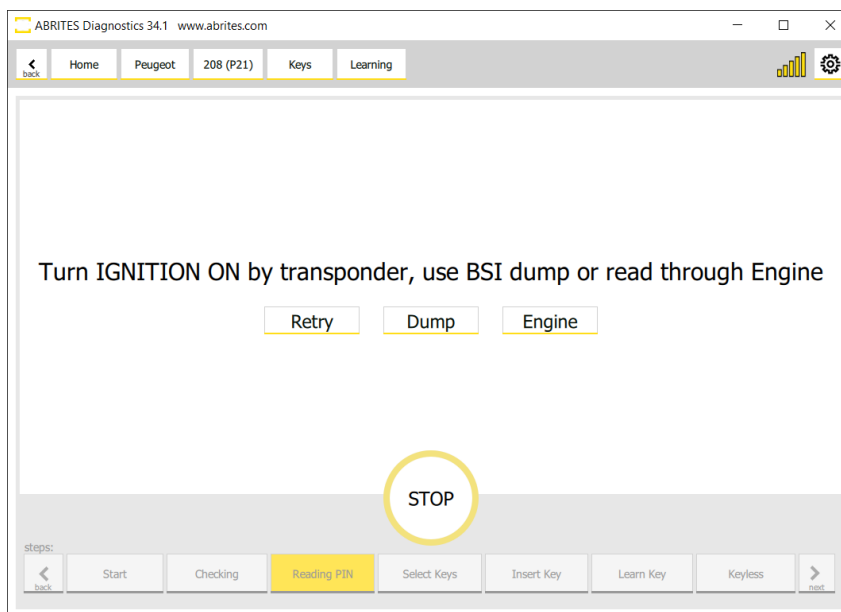 ABRITES Diagnostics 34.1 www.abrites.com
back Home Peugeot 208 (P21) Keys Learning
Turn IGNITION ON by transponder, use BSI dump or read through Engine
Retry Dump Engine
STOP
steps:
back Start Checking Reading PIN Select Keys Insert Key Learn Key Keyless next